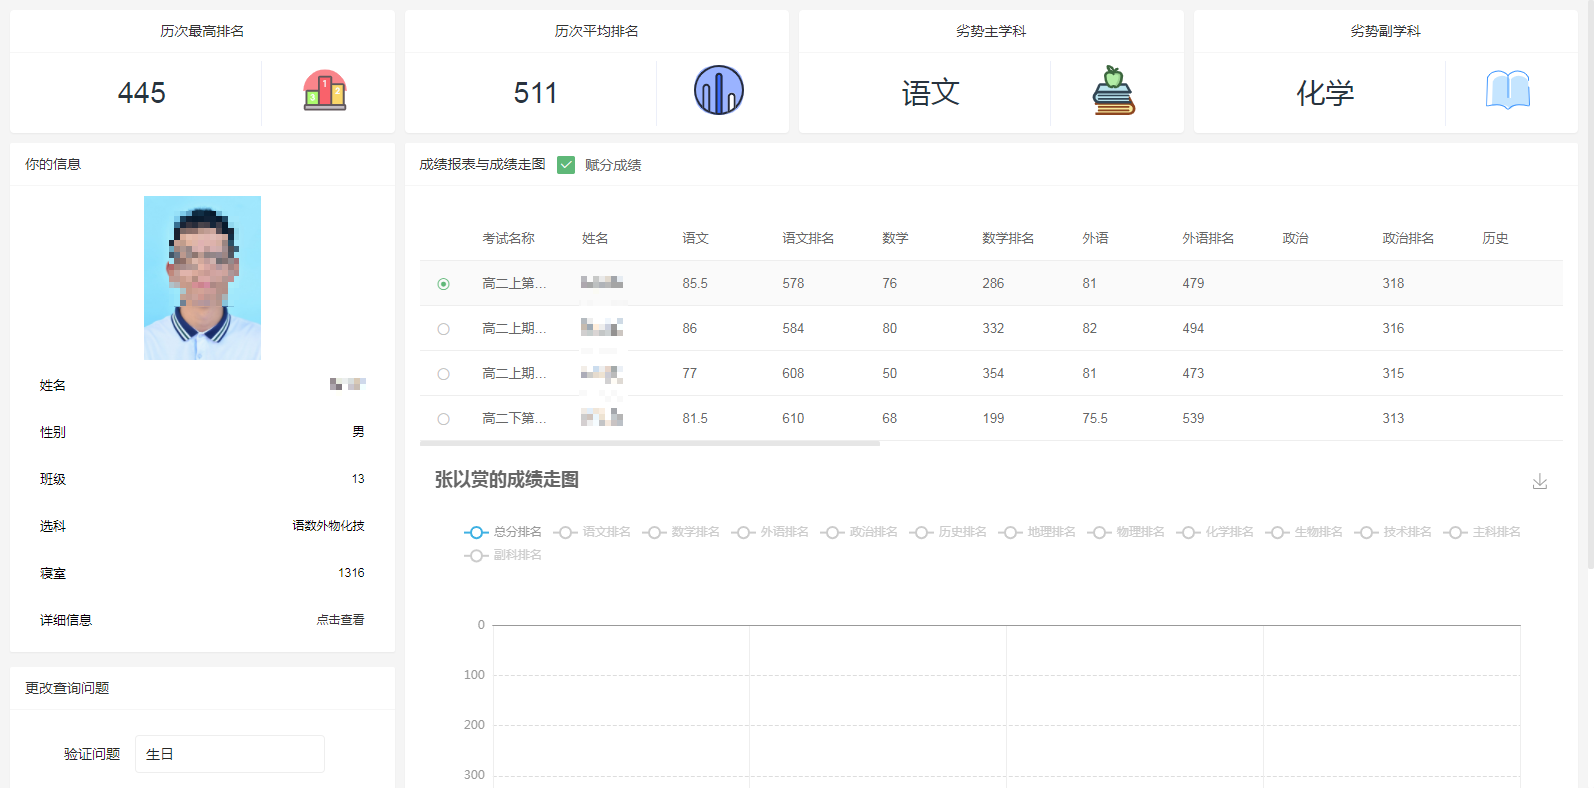 历次最高排名
历次平均排名
劣势主学科
劣势副学科
445
511
语文
化学
你的信息
姓名
性别 男
班级 13
选科 语数外物化技
寝室 1316
详细信息 点击查看
更改查询问题
验证问题 生日
成绩报表与成绩走图 赋分成绩
考试名称 姓名 语文 语文排名 数学 数学排名 外语 外语排名 政治 政治排名 历史
高二上第... 85.5 578 76 286 81 479 318
高二上期... 86 584 80 332 82 494 316
高二上期... 77 608 50 354 81 473 315
高二下第... 81.5 610 68 199 75.5 539 313
张以赏的成绩走图
总分排名 语文排名 数学排名 外语排名 政治排名 历史排名 地理排名 物理排名 化学排名 生物排名 技术排名 主科排名
副科排名
0
100
200
300